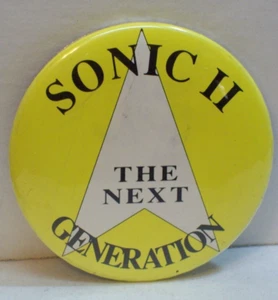 SONIC II
THE
NEXT
GENERATION